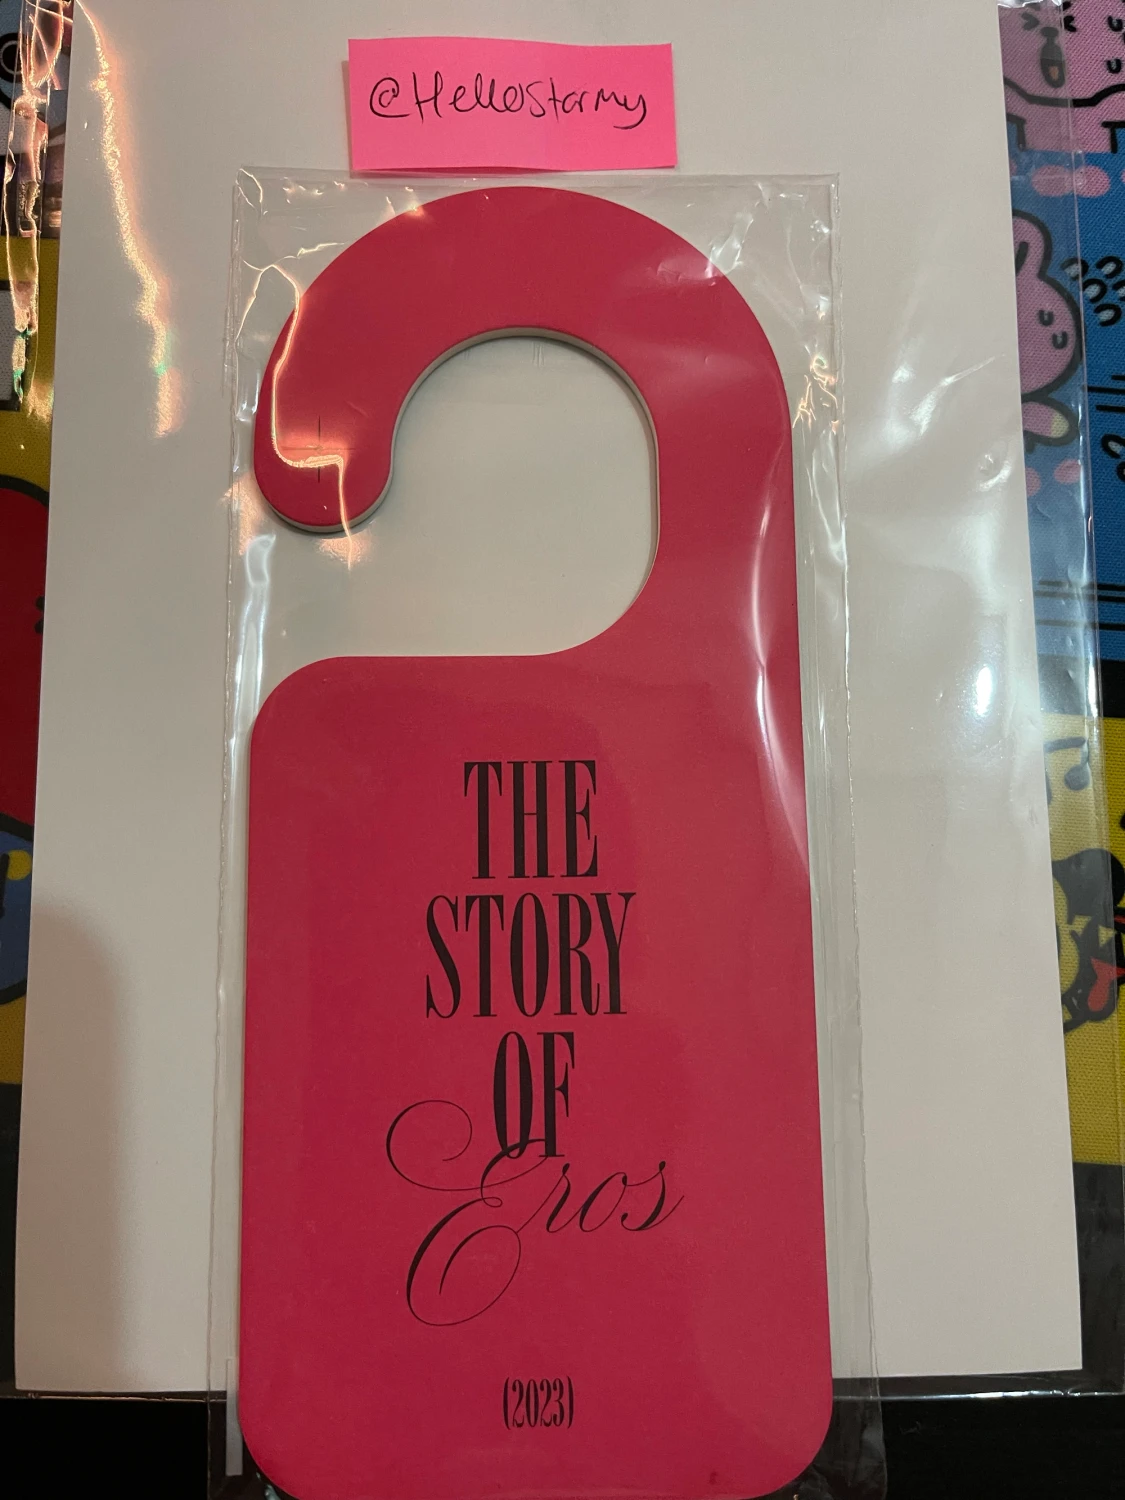 @HelloStormy
THE
STORY
OF
Eros
(2023)